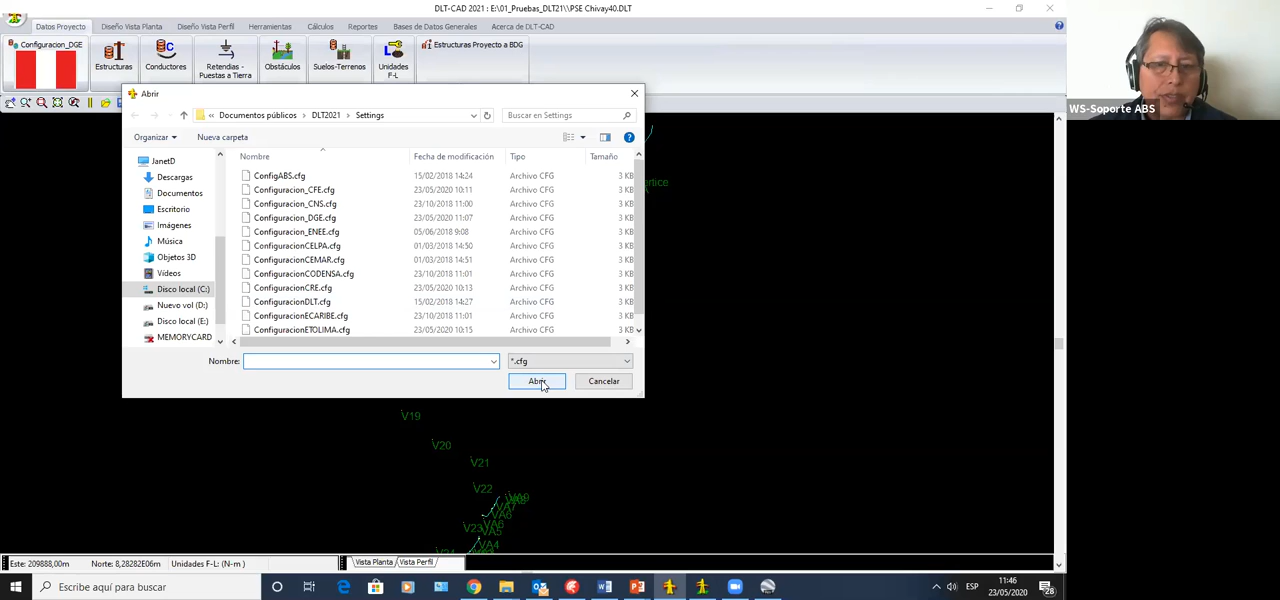 DLT-CAD 2021 : E:\01_Pruebas_DLT21\\PSE Chivay40.DLT
Datos Proyecto Diseño Vista Planta Diseño Vista Perfil Herramientas Cálculos Reportes Bases de Datos Generales Acerca de DLT-CAD
Configuracion_DGE
Estructuras
Conductores
Retendias - Puestas a Tierra
Obstáculos
Suelos-Terrenos
Unidades F-L
Estructuras Proyecto a BDG
WS-Soporte ABS
Abrir
« Documentos públicos > DLT2021 > Settings
Buscar en Settings
Organizar
Nueva carpeta
JanetD
Descargas
Documentos
Escritorio
Imágenes
Música
Objetos 3D
Vídeos
Disco local (C:)
Nuevo vol (D:)
Disco local (E:)
MEMORYCARD
Nombre Fecha de modificación Tipo Tamaño
ConfigABS.cfg 15/02/2018 14:24 Archivo CFG 3 KB
Configuracion_CFE.cfg 23/05/2020 10:11 Archivo CFG 3 KB
Configuracion_CNS.cfg 23/10/2018 11:00 Archivo CFG 3 KB
Configuracion_DGE.cfg 23/05/2020 11:07 Archivo CFG 3 KB
Configuracion_ENEE.cfg 05/06/2018 9:08 Archivo CFG 3 KB
ConfiguracionCELPA.cfg 01/03/2018 14:50 Archivo CFG 3 KB
ConfiguracionCEMAR.cfg 01/03/2018 14:51 Archivo CFG 3 KB
ConfiguracionCODENSA.cfg 23/10/2018 11:01 Archivo CFG 3 KB
ConfiguracionCRE.cfg 23/05/2020 10:13 Archivo CFG 3 KB
ConfiguracionDLT.cfg 15/02/2018 14:27 Archivo CFG 3 KB
ConfiguracionECARIBE.cfg 23/10/2018 11:01 Archivo CFG 3 KB
ConfiguracionETOLIMA.cfg 23/05/2020 10:15 Archivo CFG 3 KB
Nombre:
*.cfg
Abrir
Cancelar
V19
V20
V21
V22
VA7
V23
VA6
VA5
VA4
Este: 209888,00m Norte: 8,28282E06m Unidades F-L: (N-m )
Vista Planta Vista Perfil
Escribe aquí para buscar
ESP
11:46
23/05/2020
28